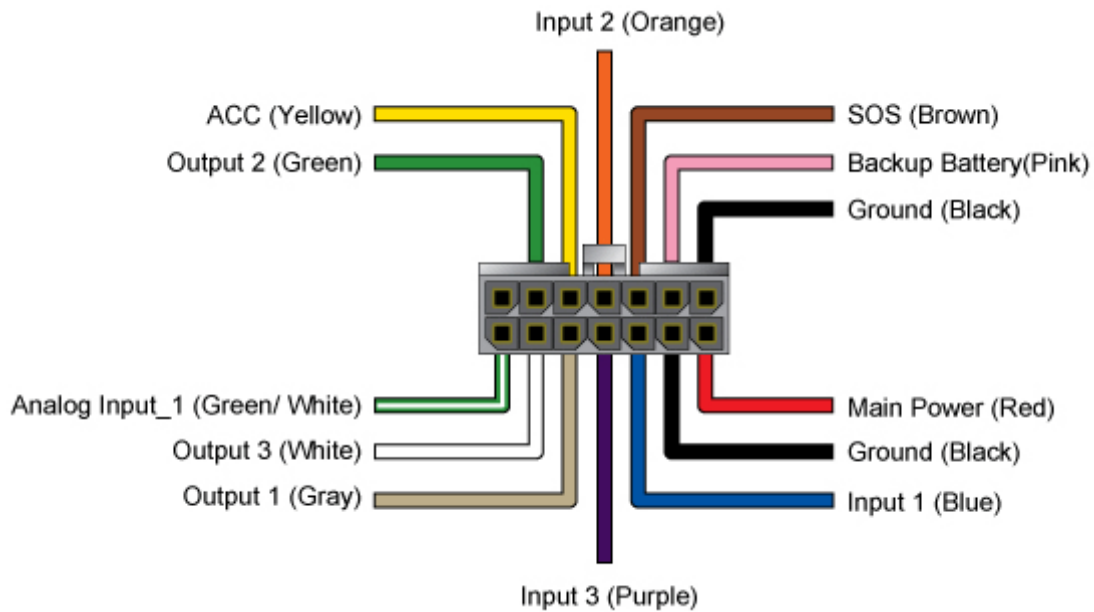 Input 2 (Orange)
ACC (Yellow)
SOS (Brown)
Output 2 (Green)
Backup Battery(Pink)
Ground (Black)
Analog Input_1 (Green/ White)
Main Power (Red)
Output 3 (White)
Ground (Black)
Output 1 (Gray)
Input 1 (Blue)
Input 3 (Purple)